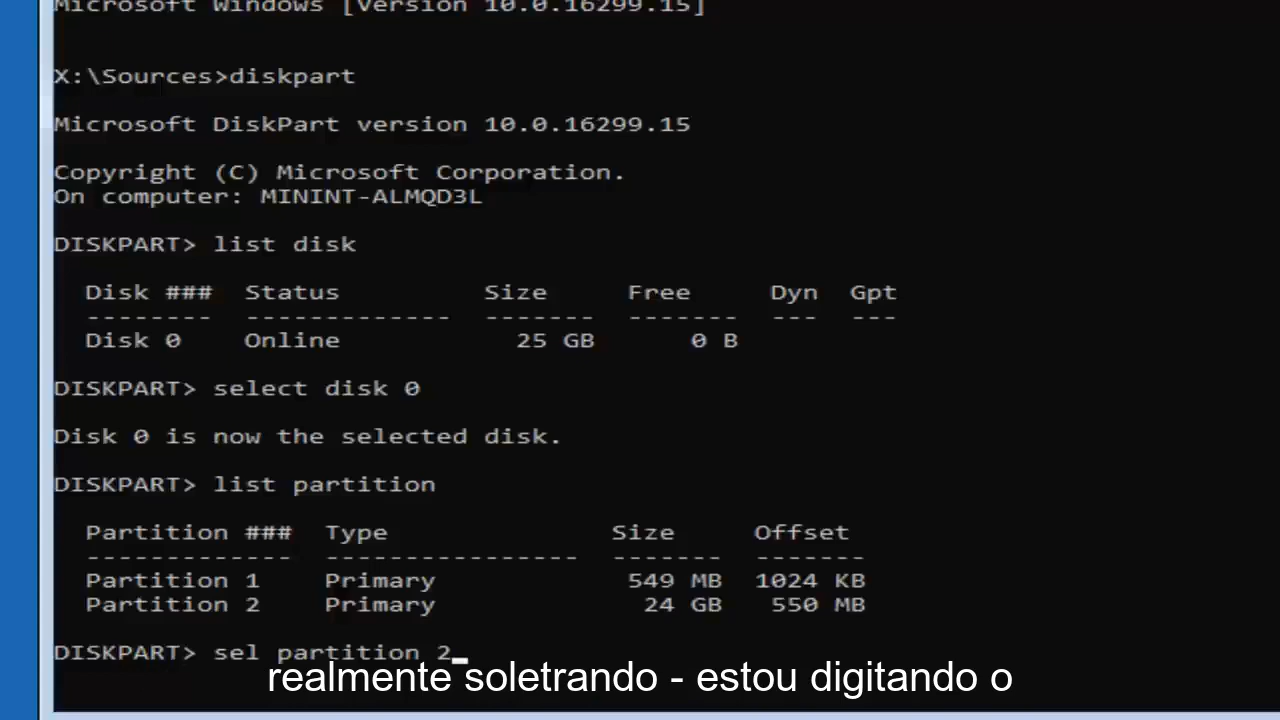 Microsoft Windows [Version 10.0.16299.15]
X:\Sources>diskpart
Microsoft DiskPart version 10.0.16299.15
Copyright (C) Microsoft Corporation.
On computer: MININT-ALMQD3L
DISKPART> list disk
Disk ### Status Size Free Dyn Gpt
-------- ------------- ------- ------- --- ---
Disk 0 Online 25 GB 0 B
DISKPART> select disk 0
Disk 0 is now the selected disk.
DISKPART> list partition
Partition ### Type Size Offset
------------- ---------------- ------- -------
Partition 1 Primary 549 MB 1024 KB
Partition 2 Primary 24 GB 550 MB
DISKPART> sel partition 2_
realmente soletrando - estou digitando o